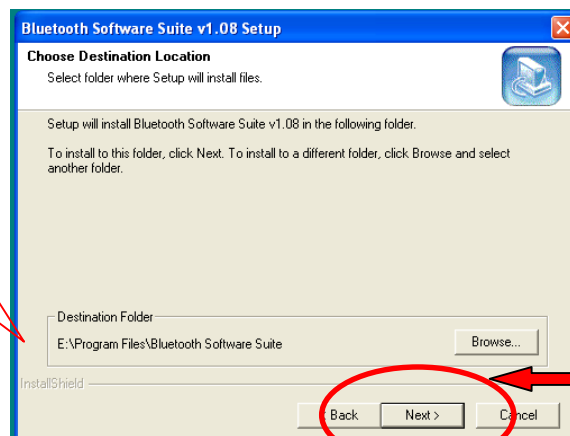 Bluetooth Software Suite v1.08 Setup
Choose Destination Location
Select folder where Setup will install files.
Setup will install Bluetooth Software Suite v1.08 in the following folder.
To install to this folder, click Next. To install to a different folder, click Browse and select
another folder.
Destination Folder
E:\Program Files\Bluetooth Software Suite
Browse...
InstallShield
Back Next > Cancel